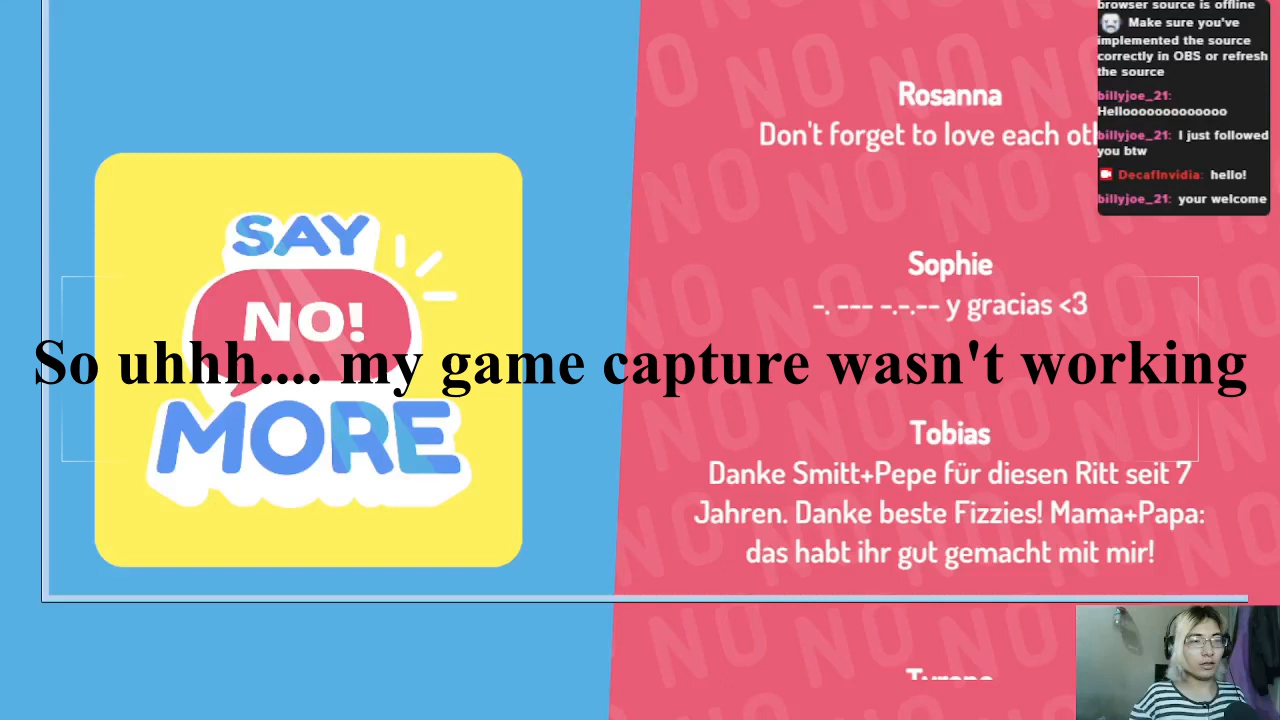 browser source is offline
Make sure you've
implemented the source
correctly in OBS or refresh
the source
billyjoe_21:
Hellooooooooooooo
billyjoe_21: I just followed
you btw
DecafInvidia: hello!
billyjoe_21: your welcome
SAY
NO!
MORE
So uhhh.... my game capture wasn't working
Rosanna
Don't forget to love each oth
Sophie
-. --- -.-.-- y gracias <3
Tobias
Danke Smitt+Pepe für diesen Ritt seit 7
Jahren. Danke beste Fizzies! Mama+Papa:
das habt ihr gut gemacht mit mir!